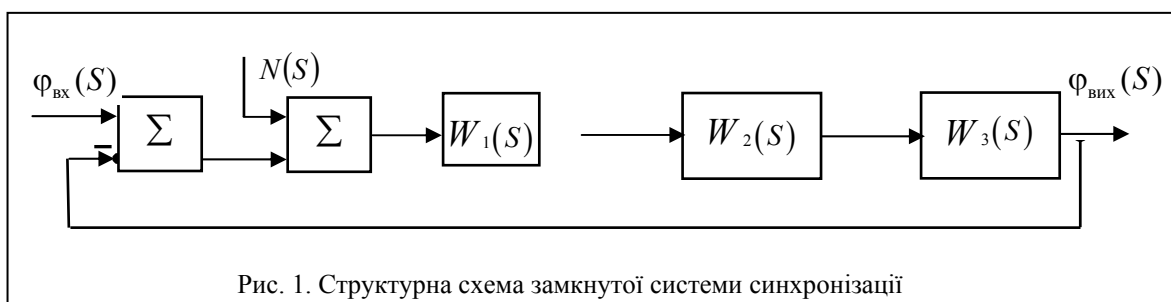 φвх(S)
N(S)
φвих(S)
Σ
Σ
W1(S)
W2(S)
W3(S)
Рис. 1. Структурна схема замкнутої системи синхронізації